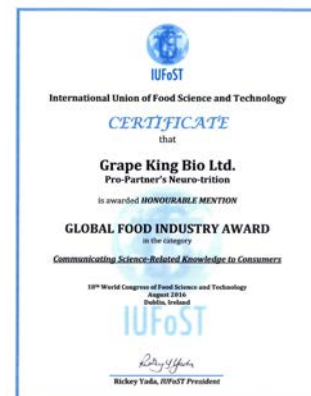 IUFoST
International Union of Food Science and Technology
CERTIFICATE
that
Grape King Bio Ltd.
Pro-Partner's Neuro-trition
is awarded HONOURABLE MENTION
GLOBAL FOOD INDUSTRY AWARD
in the category
Communicating Science-Related Knowledge to Consumers
18th World Congress of Food Science and Technology
August 2016
Dublin, Ireland
IUFoST
Rickey Y Yada
Rickey Yada, IUFoST President